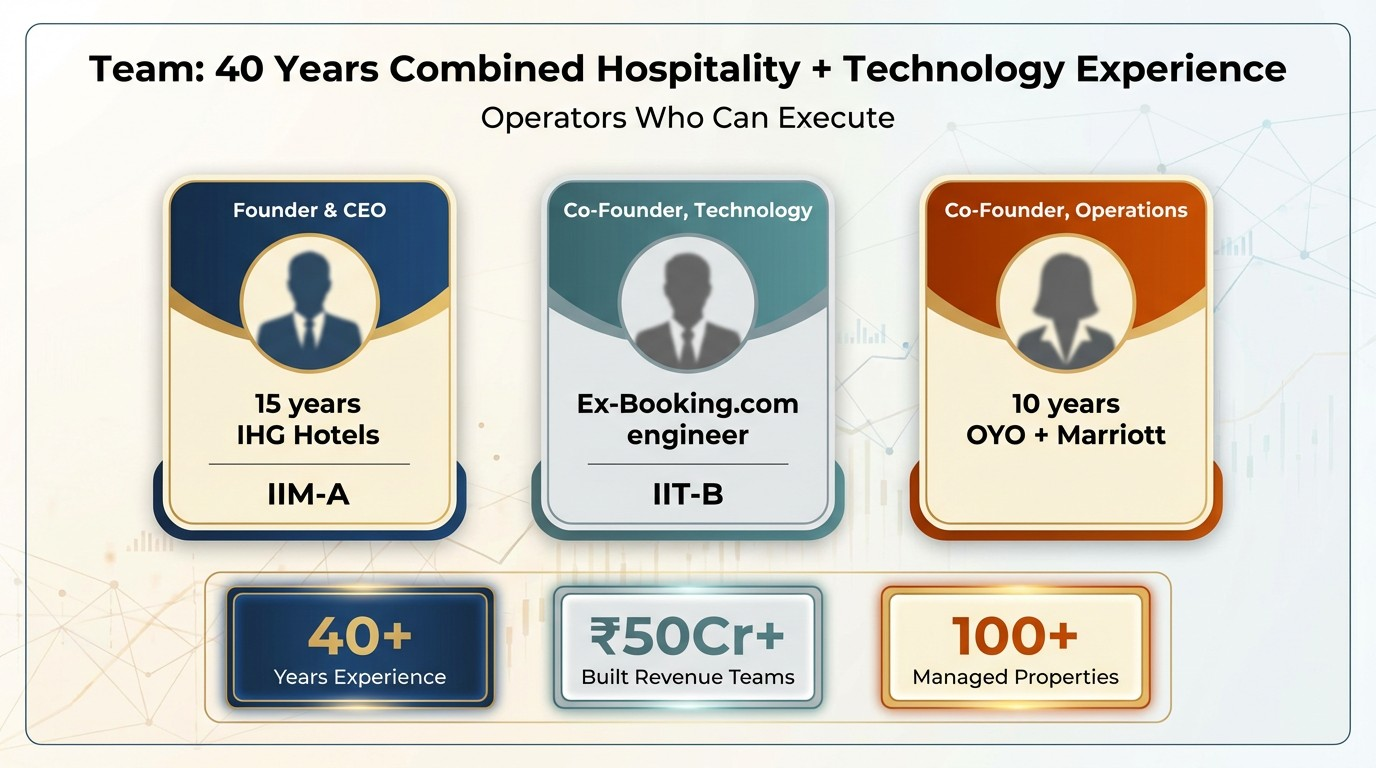 Team: 40 Years Combined Hospitality + Technology Experience
Operators Who Can Execute
Founder & CEO
15 years
IHG Hotels
IIM-A
Co-Founder, Technology
Ex-Booking.com
engineer
IIT-B
Co-Founder, Operations
10 years
OYO + Marriott
40+
Years Experience
₹50Cr+
Built Revenue Teams
100+
Managed Properties